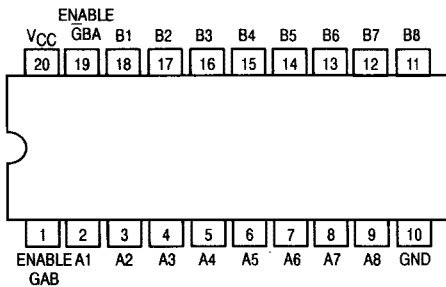 ENABLE
VCC G̅BA B1 B2 B3 B4 B5 B6 B7 B8
20 19 18 17 16 15 14 13 12 11
1 2 3 4 5 6 7 8 9 10
ENABLE A1 A2 A3 A4 A5 A6 A7 A8 GND
GAB